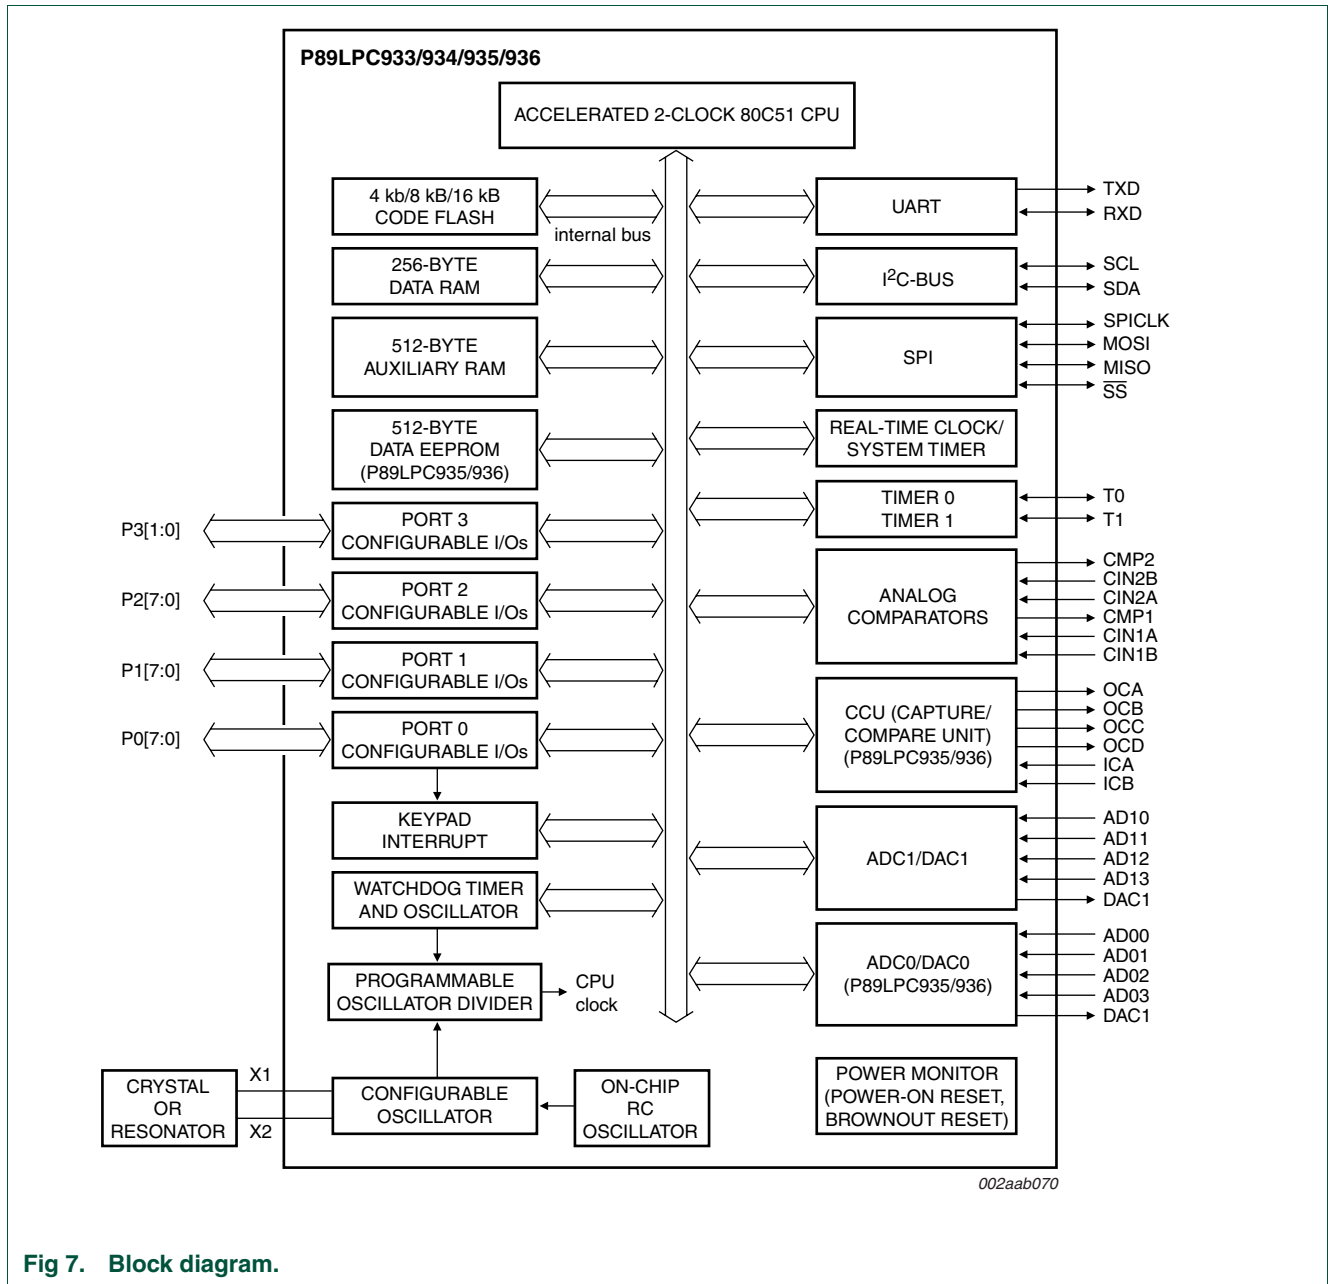 P89LPC933/934/935/936
ACCELERATED 2-CLOCK 80C51 CPU
4 kb/8 kB/16 kB
CODE FLASH
internal bus
256-BYTE
DATA RAM
512-BYTE
AUXILIARY RAM
512-BYTE
DATA EEPROM
(P89LPC935/936)
P3[1:0]
PORT 3
CONFIGURABLE I/Os
P2[7:0]
PORT 2
CONFIGURABLE I/Os
P1[7:0]
PORT 1
CONFIGURABLE I/Os
P0[7:0]
PORT 0
CONFIGURABLE I/Os
KEYPAD
INTERRUPT
WATCHDOG TIMER
AND OSCILLATOR
PROGRAMMABLE
OSCILLATOR DIVIDER
CPU
clock
CRYSTAL
OR
RESONATOR
X1
X2
CONFIGURABLE
OSCILLATOR
ON-CHIP
RC
OSCILLATOR
UART
TXD
RXD
I²C-BUS
SCL
SDA
SPI
SPICLK
MOSI
MISO
S̅S̅
REAL-TIME CLOCK/
SYSTEM TIMER
TIMER 0
TIMER 1
T0
T1
ANALOG
COMPARATORS
CMP2
CIN2B
CIN2A
CMP1
CIN1A
CIN1B
CCU (CAPTURE/
COMPARE UNIT)
(P89LPC935/936)
OCA
OCB
OCC
OCD
ICA
ICB
ADC1/DAC1
AD10
AD11
AD12
AD13
DAC1
ADC0/DAC0
(P89LPC935/936)
AD00
AD01
AD02
AD03
DAC1
POWER MONITOR
(POWER-ON RESET,
BROWNOUT RESET)
002aab070
Fig 7. Block diagram.